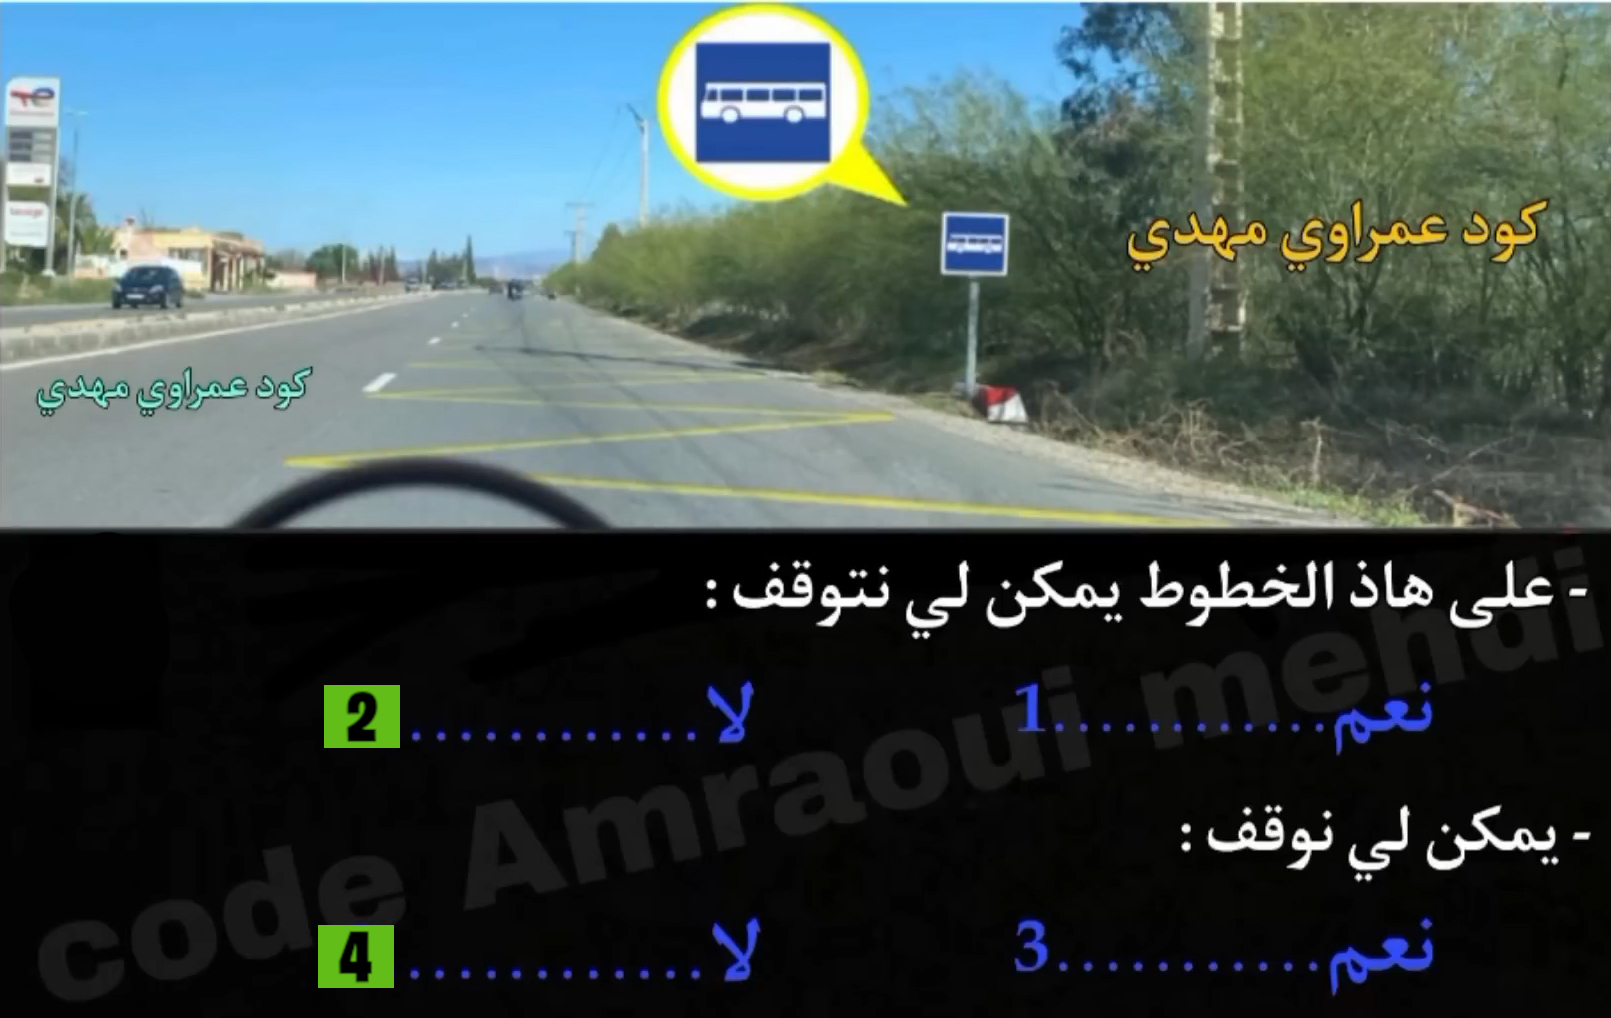 كود عمراوي مهدي
كود عمراوي مهدي
- على هاذ الخطوط يمكن لي نتوقف :
نعم............1 لا............. 2
- يمكن لي نوقف :
نعم...........3 لا............. 4
code Amraoui mehdi